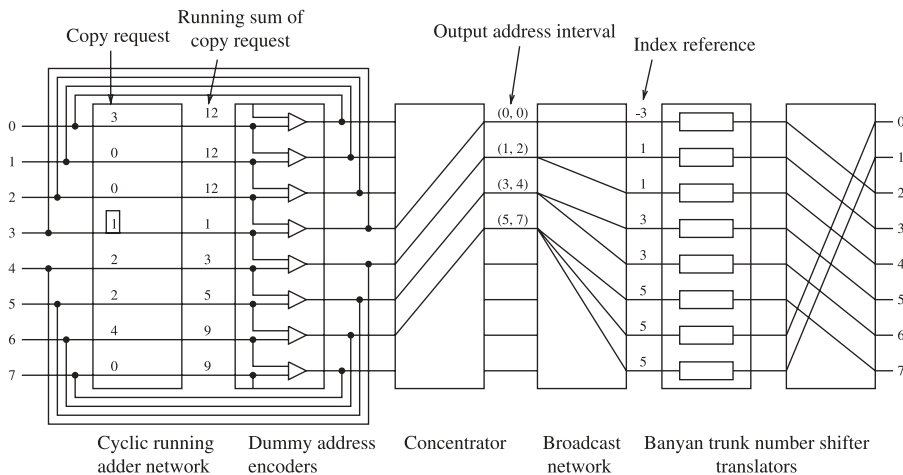 Copy request
Running sum of
copy request
Output address interval
Index reference
0 3 12 (0, 0) -3 0
1 0 12 (1, 2) 1 1
2 0 12 (3, 4) 1 2
3 1 1 (5, 7) 3 3
4 2 3 3 4
5 2 5 5 5
6 4 9 5 6
7 0 9 5 7
Cyclic running
adder network
Dummy address
encoders
Concentrator
Broadcast
network
Banyan trunk number shifter
translators